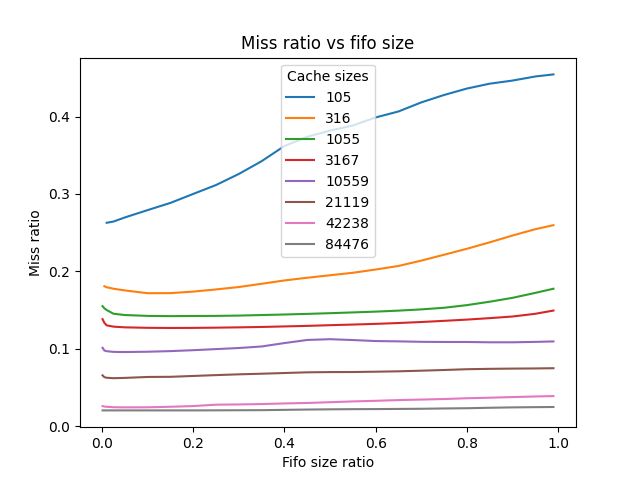 Miss ratio vs fifo size
Cache sizes
105
316
1055
3167
10559
21119
42238
84476
Miss ratio
0.4
0.3
0.2
0.1
0.0
0.0 0.2 0.4 0.6 0.8 1.0
Fifo size ratio